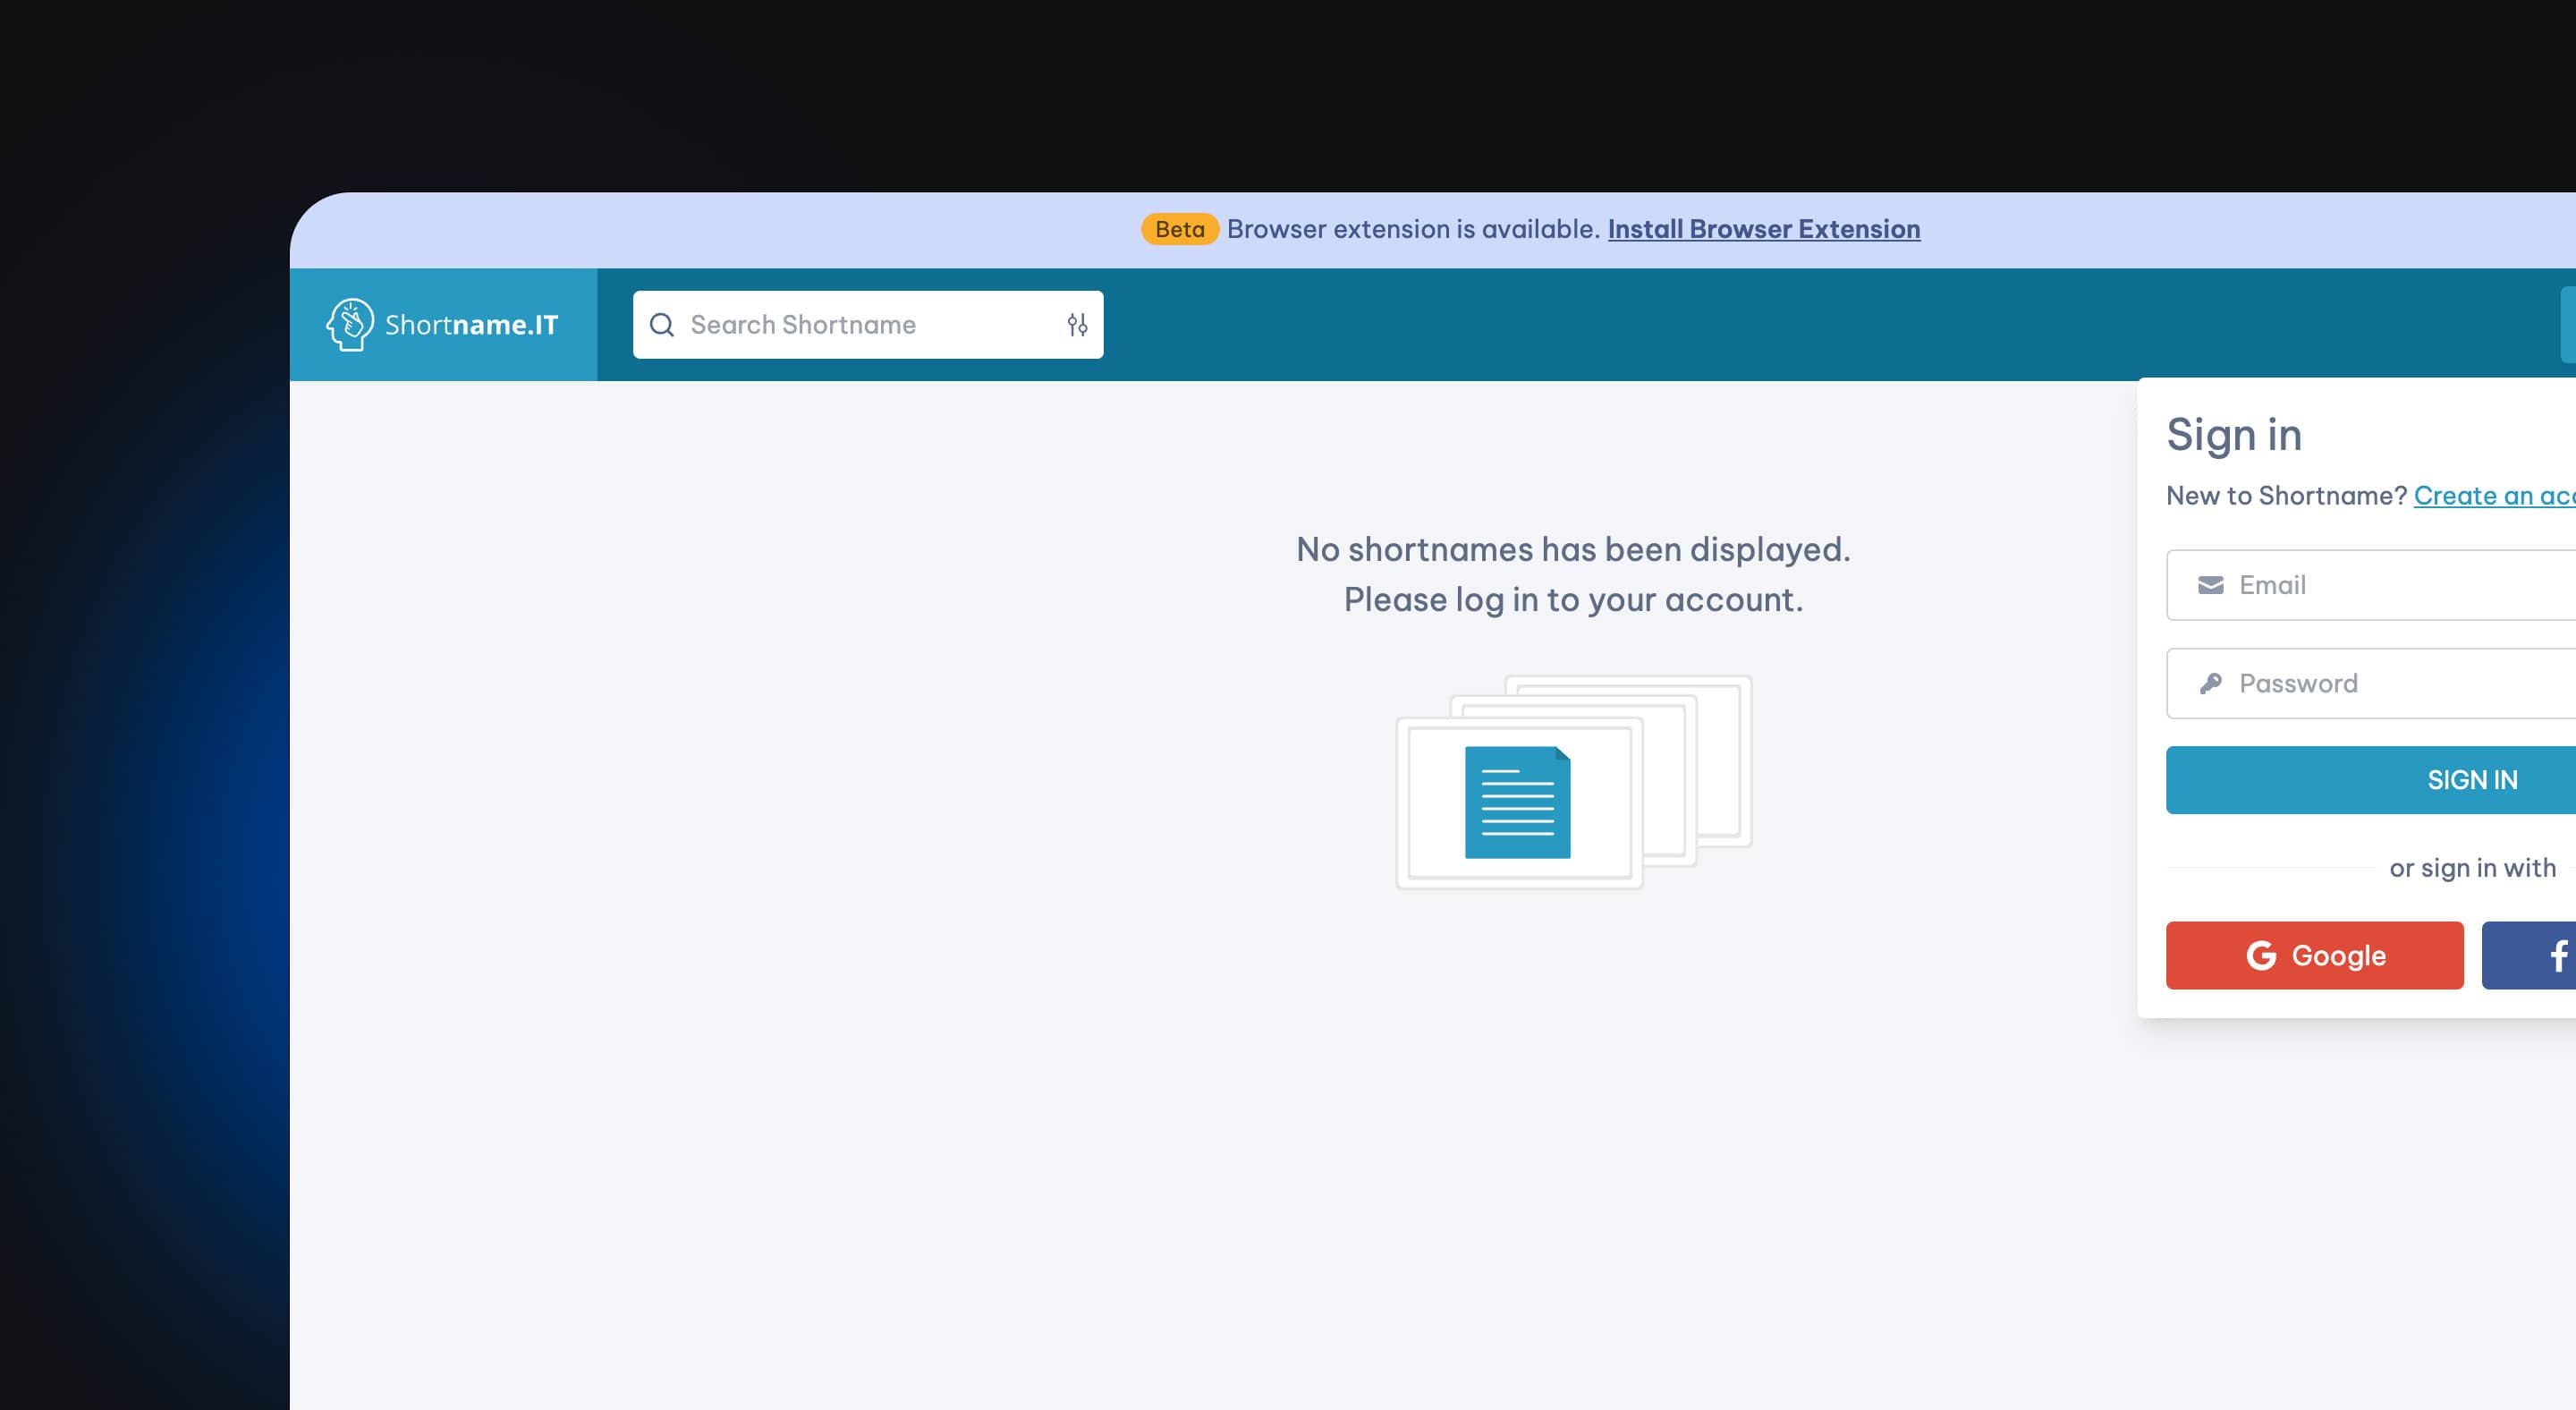 Beta Browser extension is available. Install Browser Extension
Shortname.IT
Search Shortname
Sign in
New to Shortname? Create an
No shortnames has been displayed.
Please log in to your account.
Email
Password
SIGN IN
or sign in with
Google